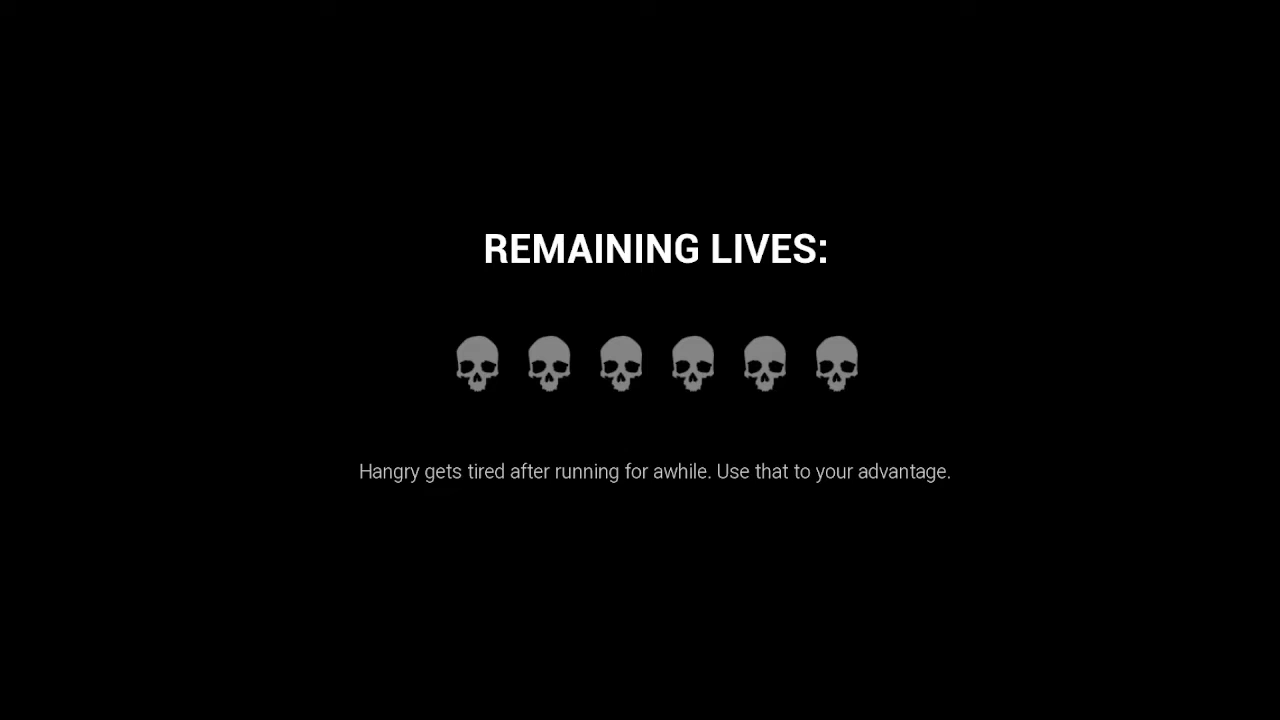 REMAINING LIVES:
Hangry gets tired after running for awhile. Use that to your advantage.